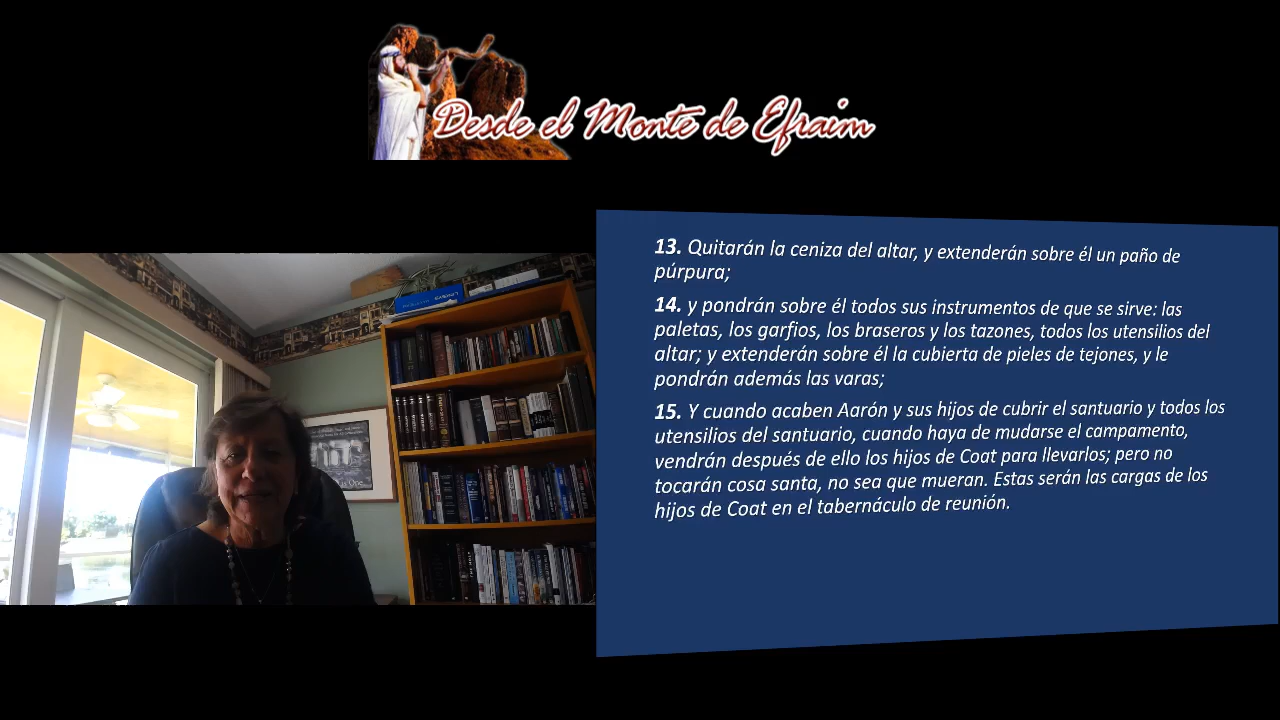 Desde el Monte de Efraim
13. Quitarán la ceniza del altar, y extenderán sobre él un paño de
púrpura;
14. y pondrán sobre él todos sus instrumentos de que se sirve: las
paletas, los garfios, los braseros y los tazones, todos los utensilios del
altar; y extenderán sobre él la cubierta de pieles de tejones, y le
pondrán además las varas;
15. Y cuando acaben Aarón y sus hijos de cubrir el santuario y todos los
utensilios del santuario, cuando haya de mudarse el campamento,
vendrán después de ello los hijos de Coat para llevarlos; pero no
tocarán cosa santa, no sea que mueran. Estas serán las cargas de los
hijos de Coat en el tabernáculo de reunión.